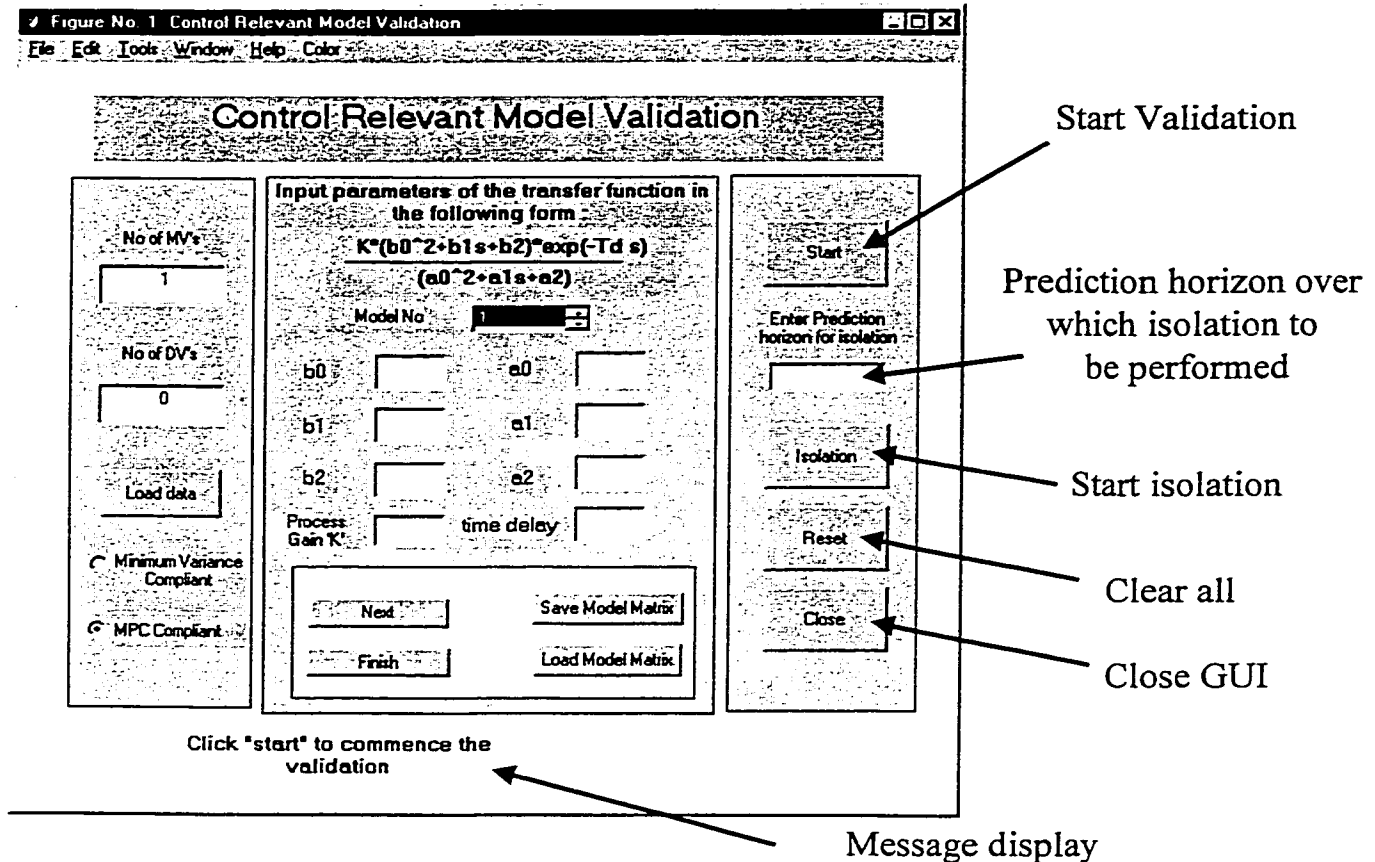 Figure No. 1 Control Relevant Model Validation
File Edit Tools Window Help Color
Control Relevant Model Validation
No of MV's
1
No of DV's
0
Load data
Minimum Variance
Compliant
MPC Compliant
Input parameters of the transfer function in
the following form :
K*(b0^2+b1s+b2)*exp(-Td s)
(a0^2+a1s+a2)
Model No 1
b0 a0
b1 a1
b2 a2
Process
Gain 'K' time delay
Next Save Model Matrix
Finish Load Model Matrix
Start
Enter Prediction
horizon for isolation
Isolation
Reset
Close
Click "start" to commence the
validation
Start Validation
Prediction horizon over
which isolation to
be performed
Start isolation
Clear all
Close GUI
Message display